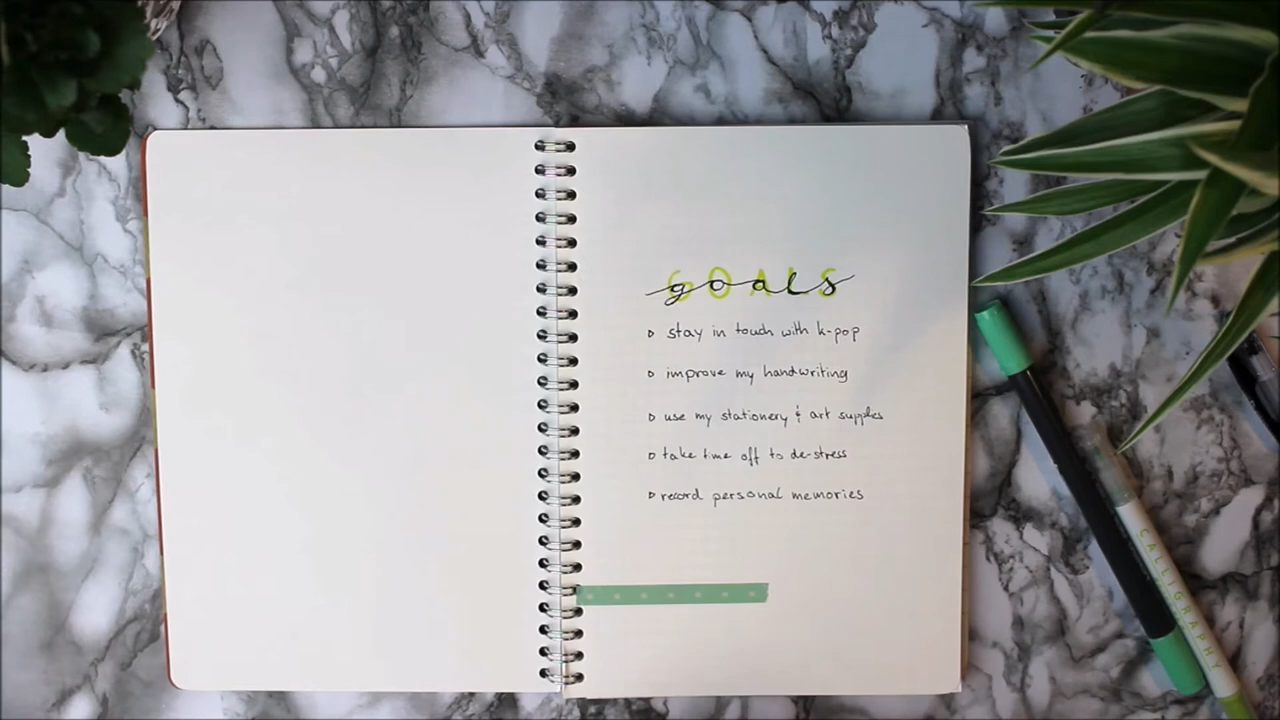 GOALS
goals
stay in touch with k-pop
improve my handwriting
use my stationery & art supplies
take time off to de-stress
record personal memories
CALLIGRAPHY